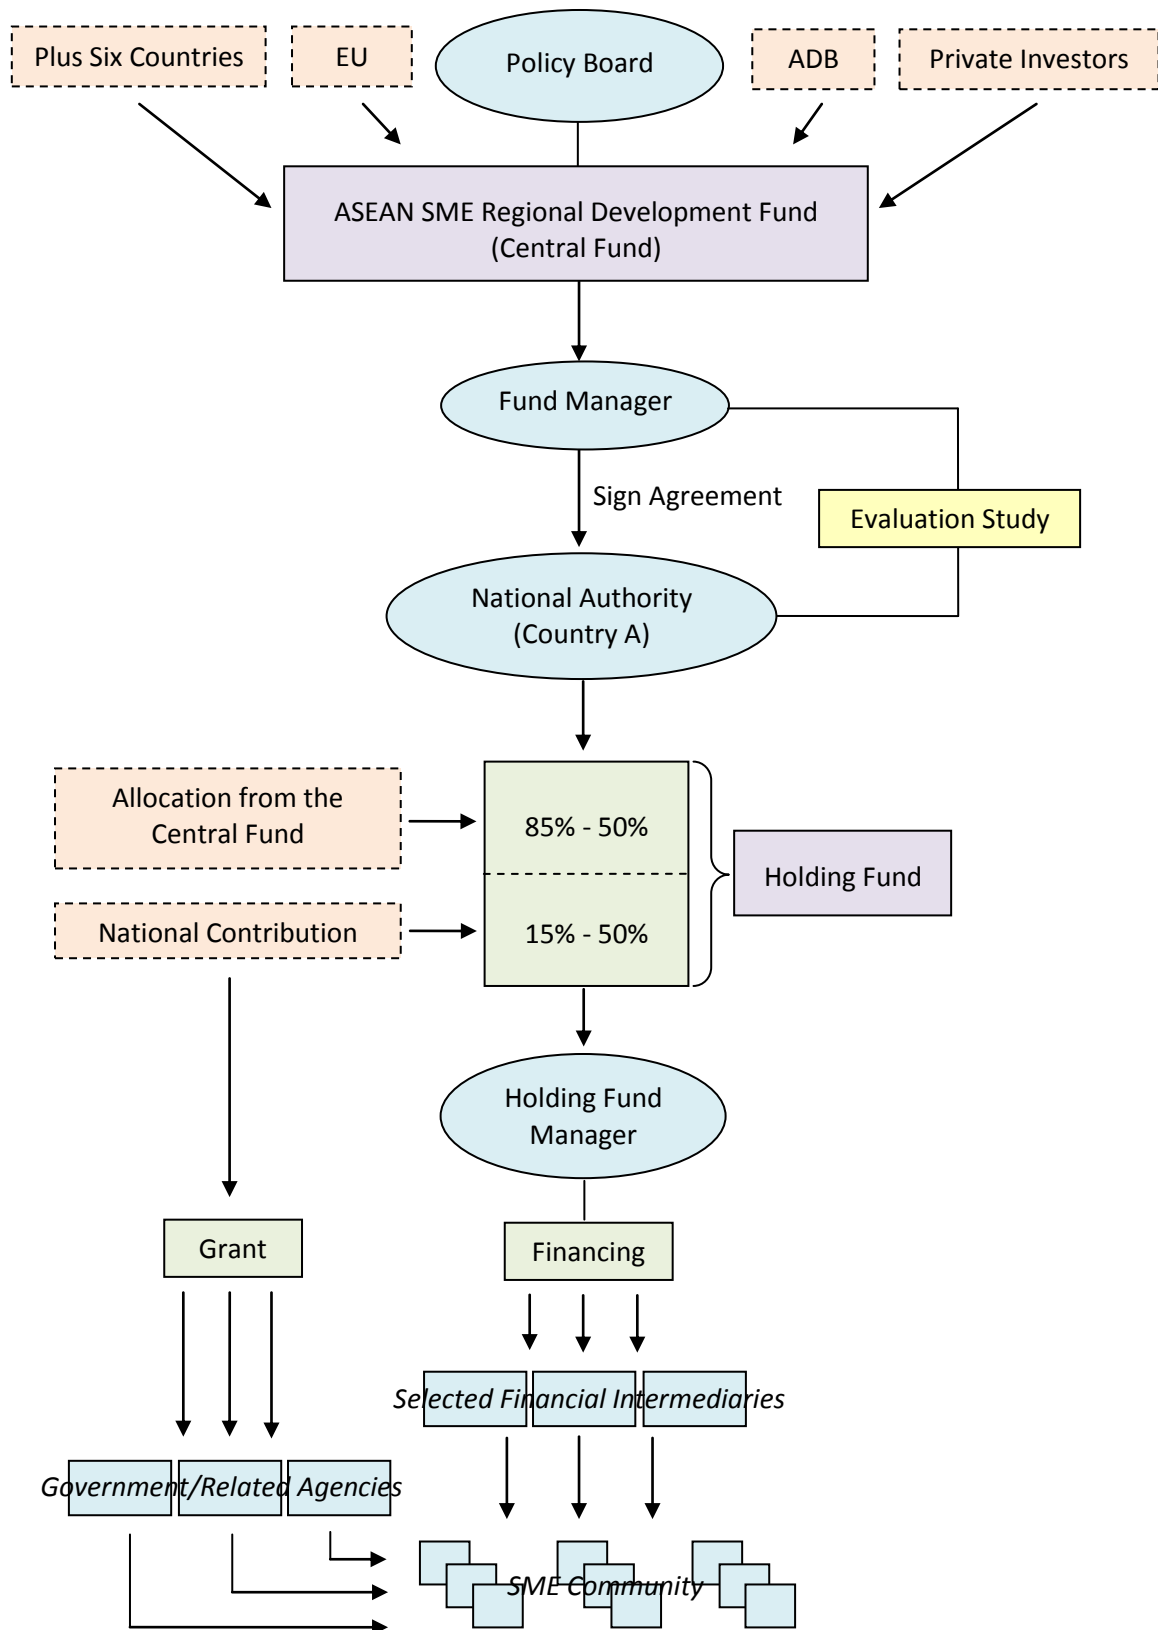 Plus Six Countries
EU
Policy Board
ADB
Private Investors
ASEAN SME Regional Development Fund
(Central Fund)
Fund Manager
Sign Agreement
Evaluation Study
National Authority
(Country A)
Allocation from the
Central Fund
85% - 50%
Holding Fund
National Contribution
15% - 50%
Holding Fund
Manager
Grant
Financing
Selected Financial Intermediaries
Government/Related Agencies
SME Community